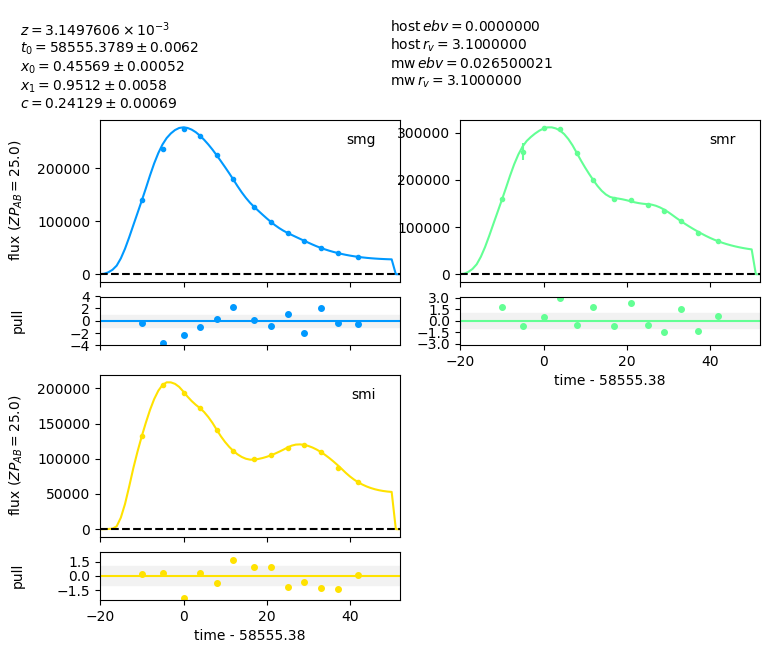 z = 3.1497606 × 10⁻³
t₀ = 58555.3789 ± 0.0062
x₀ = 0.45569 ± 0.00052
x₁ = 0.9512 ± 0.0058
c = 0.24129 ± 0.00069
host ebv = 0.0000000
host r_v = 3.1000000
mw ebv = 0.026500021
mw r_v = 3.1000000
smg
flux (ZP_AB = 25.0)
200000
100000
0
pull
4
2
0
−2
−4
smr
300000
200000
100000
0
3.0
1.5
0.0
−1.5
−3.0
−20 0 20 40
time - 58555.38
smi
flux (ZP_AB = 25.0)
200000
150000
100000
50000
0
pull
1.5
0.0
−1.5
−20 0 20 40
time - 58555.38